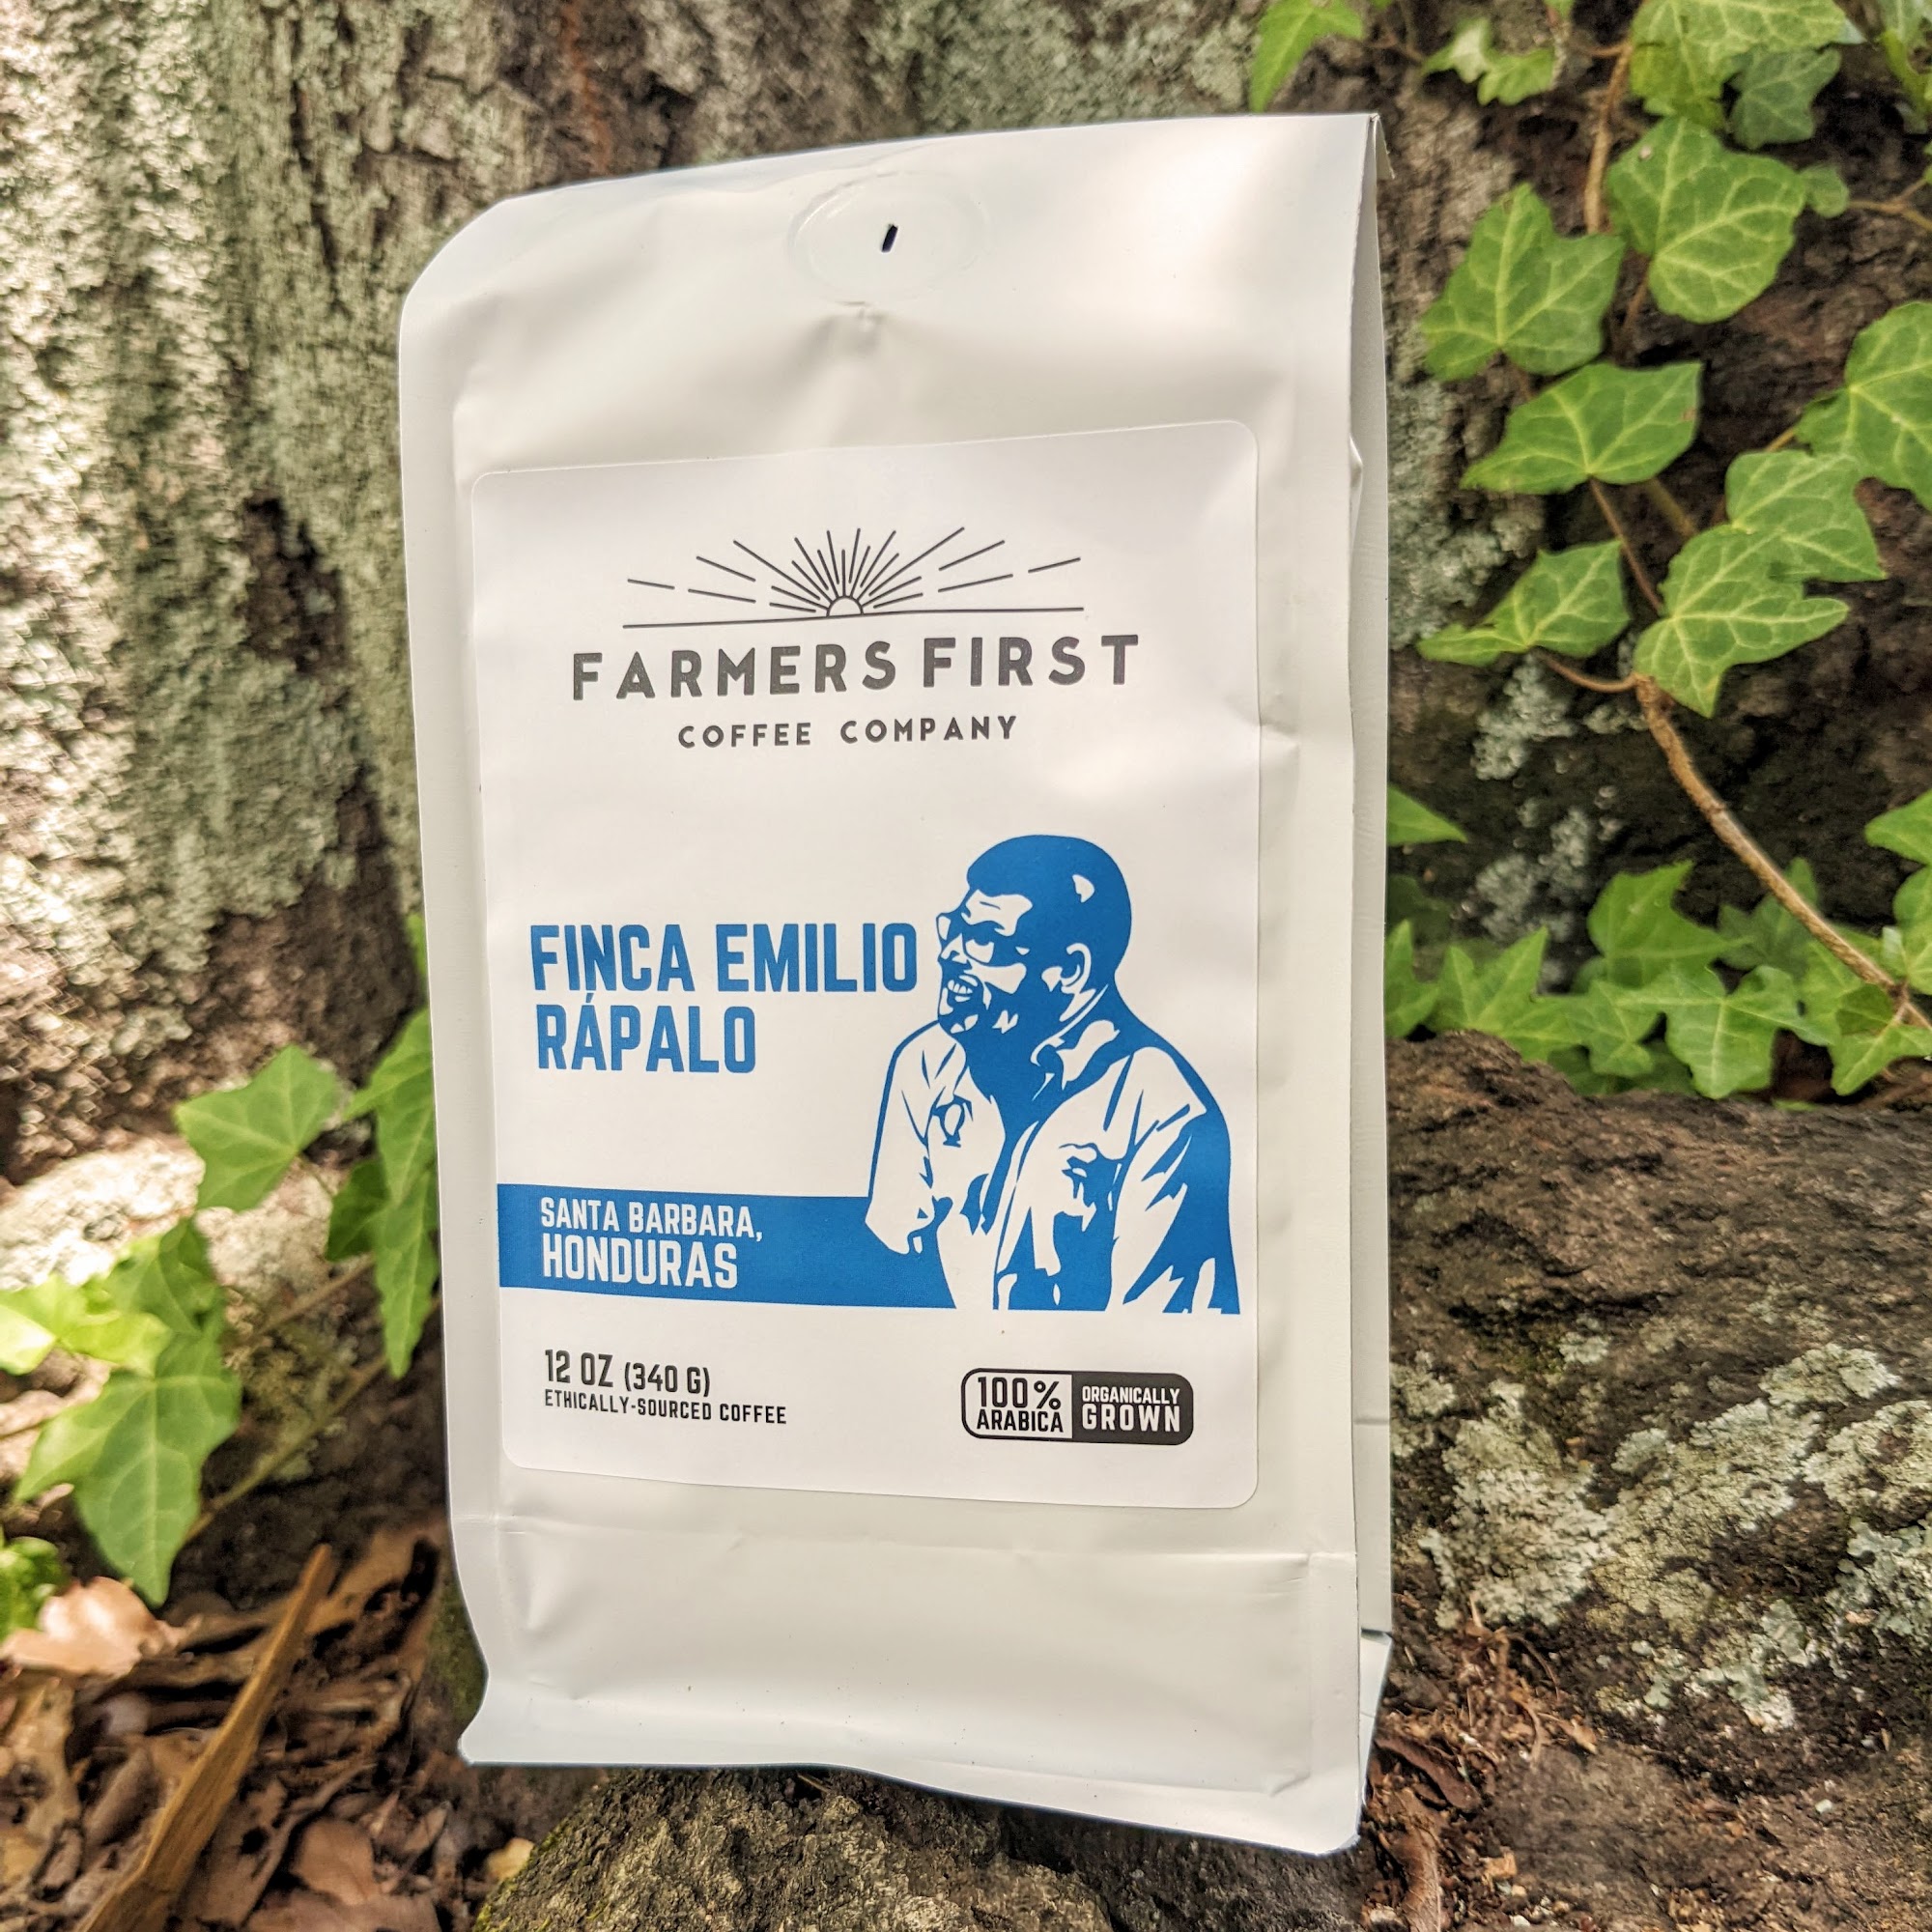 FARMERS FIRST
COFFEE COMPANY
FINCA EMILIO
RÁPALO
SANTA BARBARA,
HONDURAS
12 OZ (340 G)
ETHICALLY-SOURCED COFFEE
100%
ARABICA
ORGANICALLY
GROWN